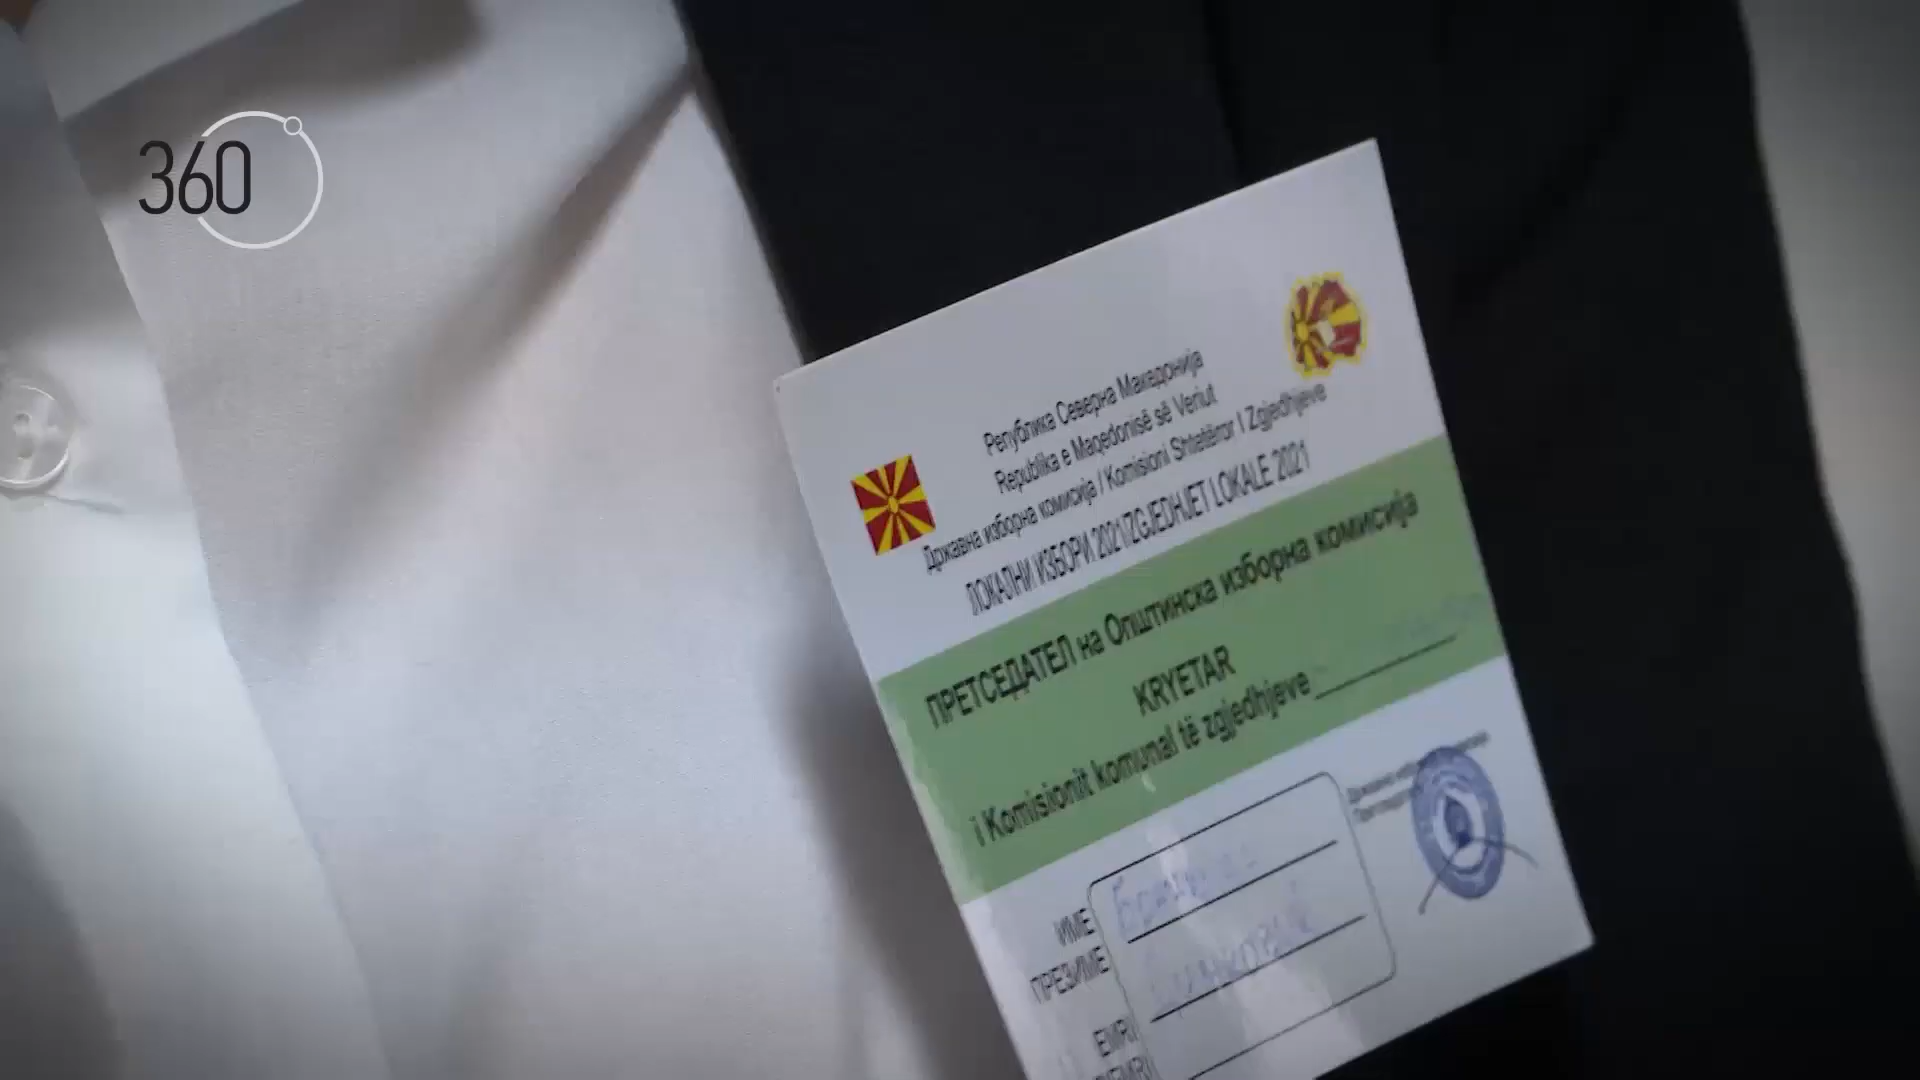 360
Република Северна Македонија
Republika e Maqedonisë së Veriut
Државна изборна комисија / Komisioni Shtetëror I Zgjedhjeve
ЛОКАЛНИ ИЗБОРИ 2021/ZGJEDHJET LOKALE 2021
ПРЕТСЕДАТЕЛ на Општинска изборна комисија
KRYETAR
i Komisionit komunal të zgjedhjeve
ИМЕ
ПРЕЗИМЕ
EMRI